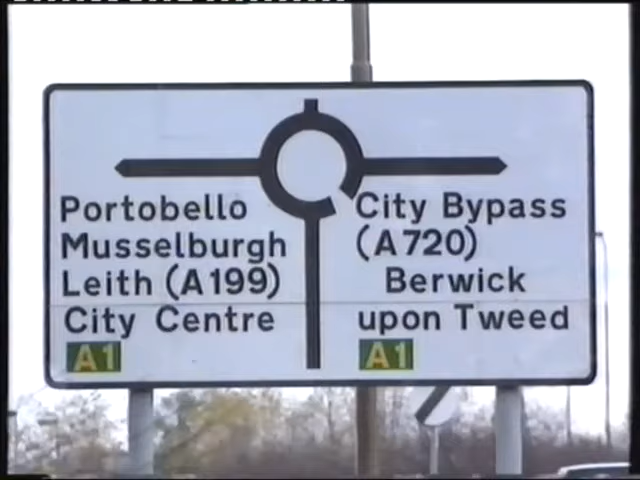 Portobello
Musselburgh
Leith (A199)
City Centre
A1
City Bypass
(A720)
Berwick
upon Tweed
A1